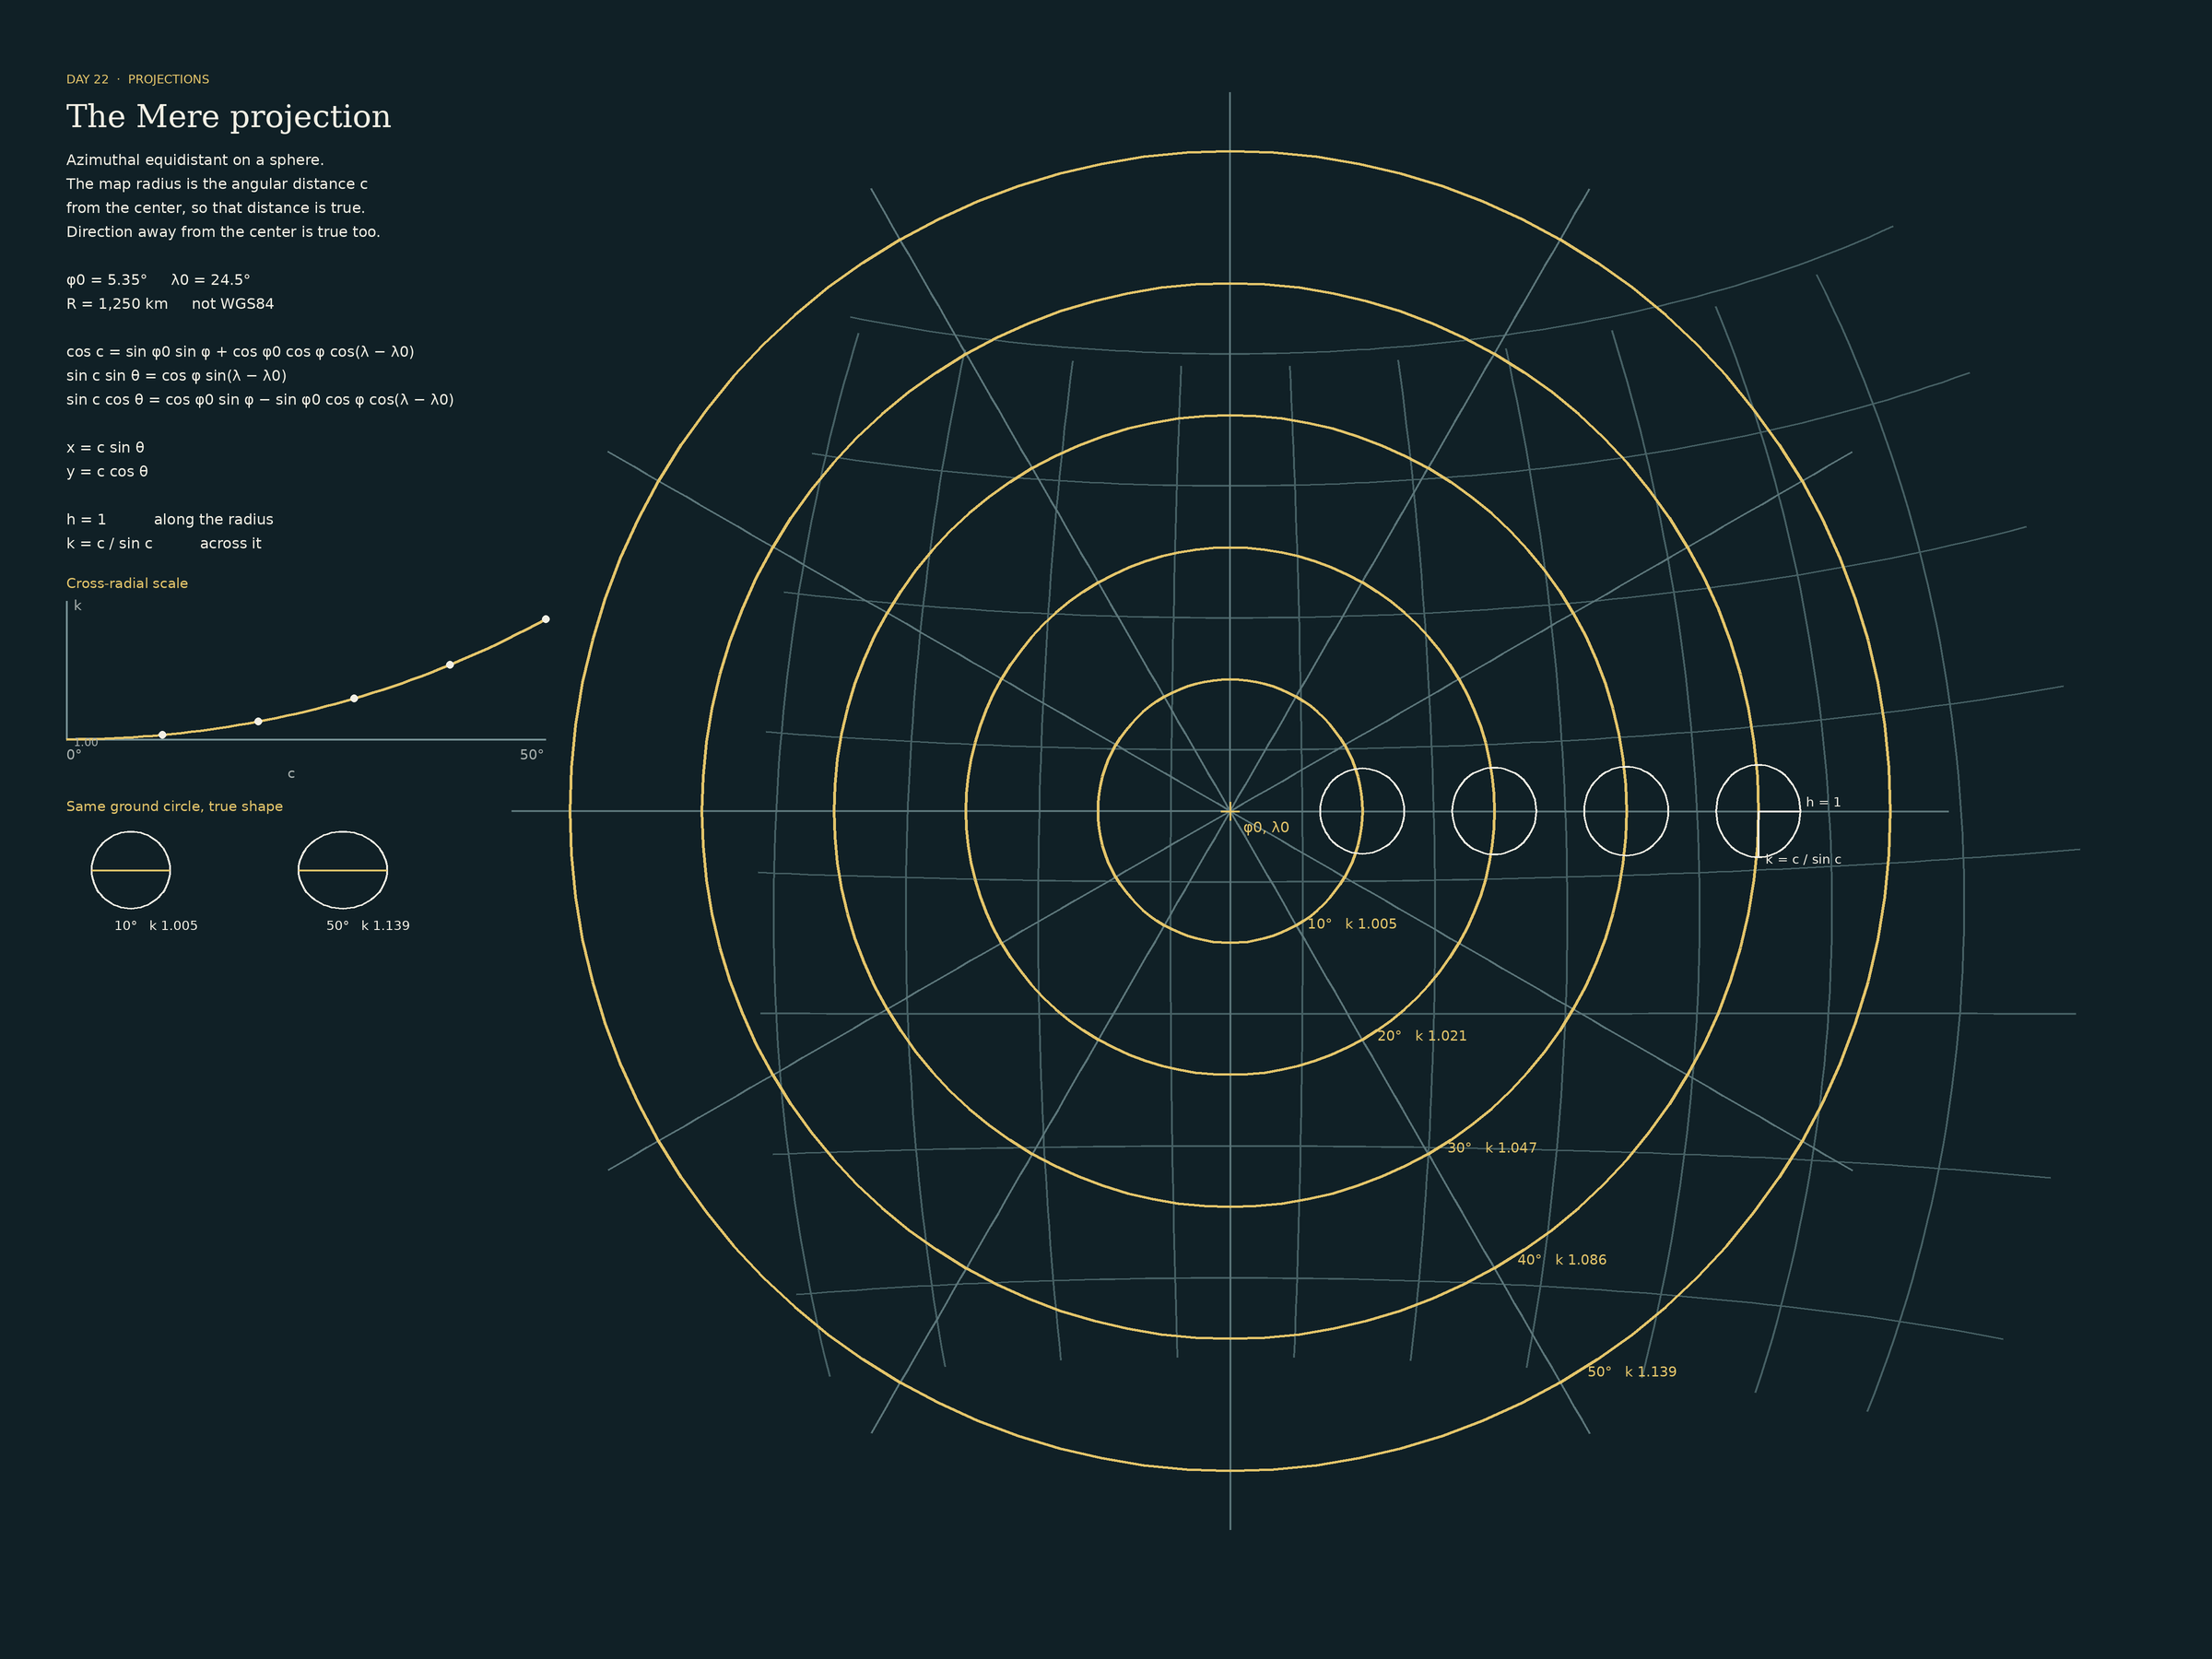 DAY 22 · PROJECTIONS
The Mere projection
Azimuthal equidistant on a sphere.
The map radius is the angular distance c
from the center, so that distance is true.
Direction away from the center is true too.
φ0 = 5.35° λ0 = 24.5°
R = 1,250 km not WGS84
cos c = sin φ0 sin φ + cos φ0 cos φ cos(λ − λ0)
sin c sin θ = cos φ sin(λ − λ0)
sin c cos θ = cos φ0 sin φ − sin φ0 cos φ cos(λ − λ0)
x = c sin θ
y = c cos θ
h = 1 along the radius
k = c / sin c across it
Cross-radial scale
k
1.00
0° 50°
c
Same ground circle, true shape
10° k 1.005 50° k 1.139
φ0, λ0
h = 1
k = c / sin c
10° k 1.005
20° k 1.021
30° k 1.047
40° k 1.086
50° k 1.139